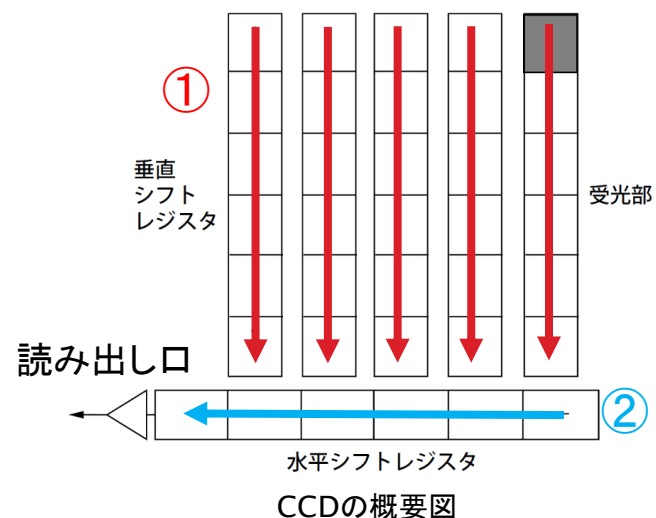 ①
垂直
シフト
レジスタ
受光部
読み出し口
②
水平シフトレジスタ
CCDの概要図